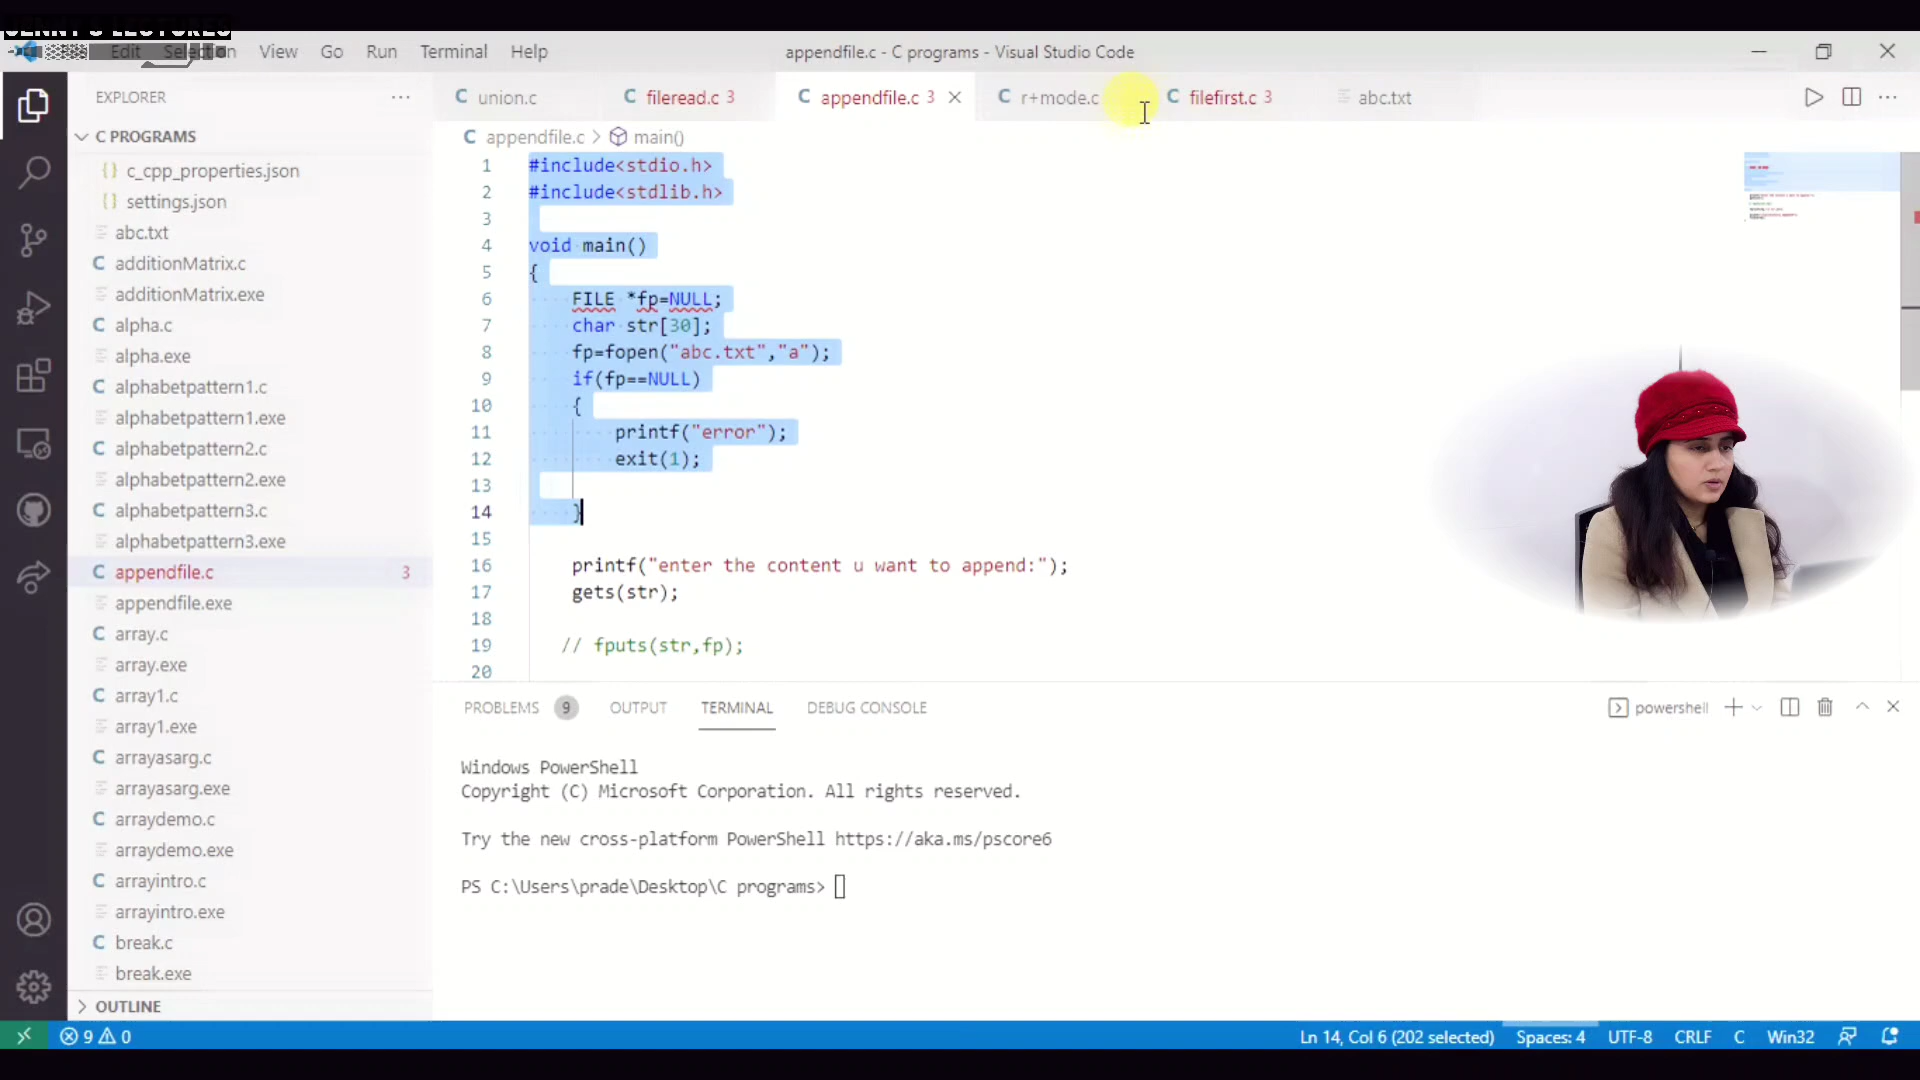 JENNY'S LECTURES
Edit Selection View Go Run Terminal Help
appendfile.c - C programs - Visual Studio Code
EXPLORER
union.c
fileread.c 3
appendfile.c 3
r+mode.c
filefirst.c 3
abc.txt
C PROGRAMS
c_cpp_properties.json
settings.json
abc.txt
additionMatrix.c
additionMatrix.exe
alpha.c
alpha.exe
alphabetpattern1.c
alphabetpattern1.exe
alphabetpattern2.c
alphabetpattern2.exe
alphabetpattern3.c
alphabetpattern3.exe
appendfile.c 3
appendfile.exe
array.c
array.exe
array1.c
array1.exe
arrayasarg.c
arrayasarg.exe
arraydemo.c
arraydemo.exe
arrayintro.c
arrayintro.exe
break.c
break.exe
OUTLINE
appendfile.c > main()
1 #include<stdio.h>
2 #include<stdlib.h>
3
4 void main()
5 {
6 FILE *fp=NULL;
7 char str[30];
8 fp=fopen("abc.txt","a");
9 if(fp==NULL)
10 {
11 printf("error");
12 exit(1);
13
14 }
15
16 printf("enter the content u want to append:");
17 gets(str);
18
19 // fputs(str,fp);
20
PROBLEMS 9 OUTPUT TERMINAL DEBUG CONSOLE
powershell
Windows PowerShell
Copyright (C) Microsoft Corporation. All rights reserved.
Try the new cross-platform PowerShell https://aka.ms/pscore6
PS C:\Users\prade\Desktop\C programs>
9 0
Ln 14, Col 6 (202 selected) Spaces: 4 UTF-8 CRLF C Win32